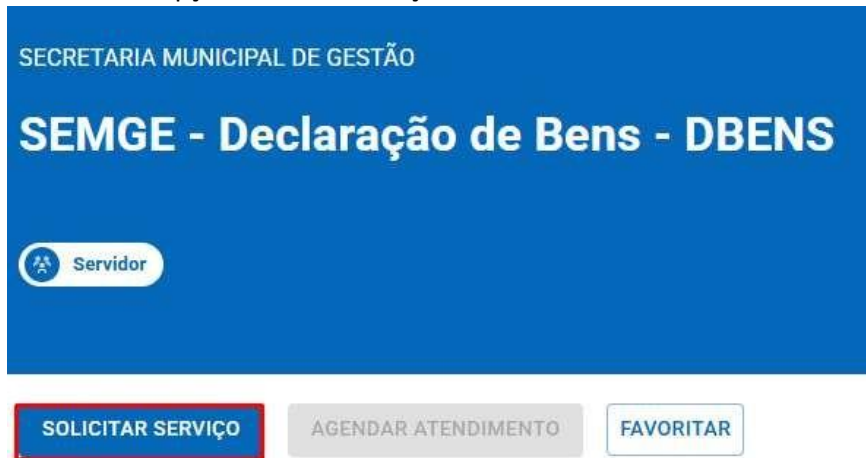 SECRETARIA MUNICIPAL DE GESTÃO
SEMGE - Declaração de Bens - DBENS
Servidor
SOLICITAR SERVIÇO AGENDAR ATENDIMENTO FAVORITAR